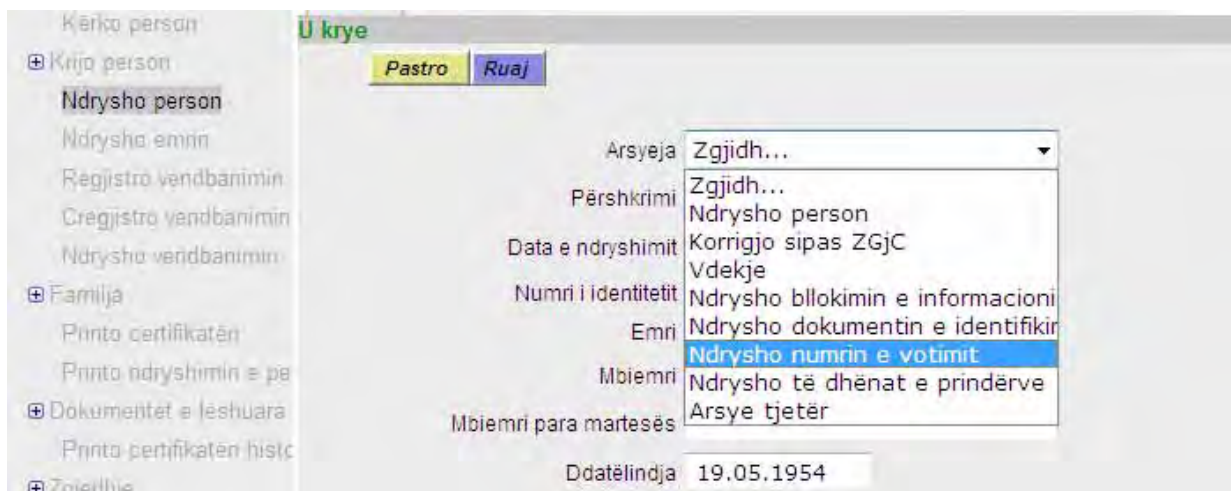 Kërko person
Krijo person
Ndrysho person
Ndrysho emrin
Regjistro vendbanimin
Cregjistro vendbanimin
Ndrysho vendbanimin
Familja
Printo certifikatën
Printo ndryshimin e pe
Dokumentet e lëshuara
Printo certifikatën histo
Zgjedhje
U krye
Pastro Ruaj
Arsyeja Zgjidh...
Përshkrimi
Data e ndryshimit
Numri i identitetit
Emri
Mbiemri
Mbiemri para martesës
Ddatëlindja 19.05.1954
Zgjidh...
Ndrysho person
Korrigjo sipas ZGjC
Vdekje
Ndrysho bllokimin e informacioni
Ndrysho dokumentin e identifikir
Ndrysho numrin e votimit
Ndrysho të dhënat e prindërve
Arsye tjetër